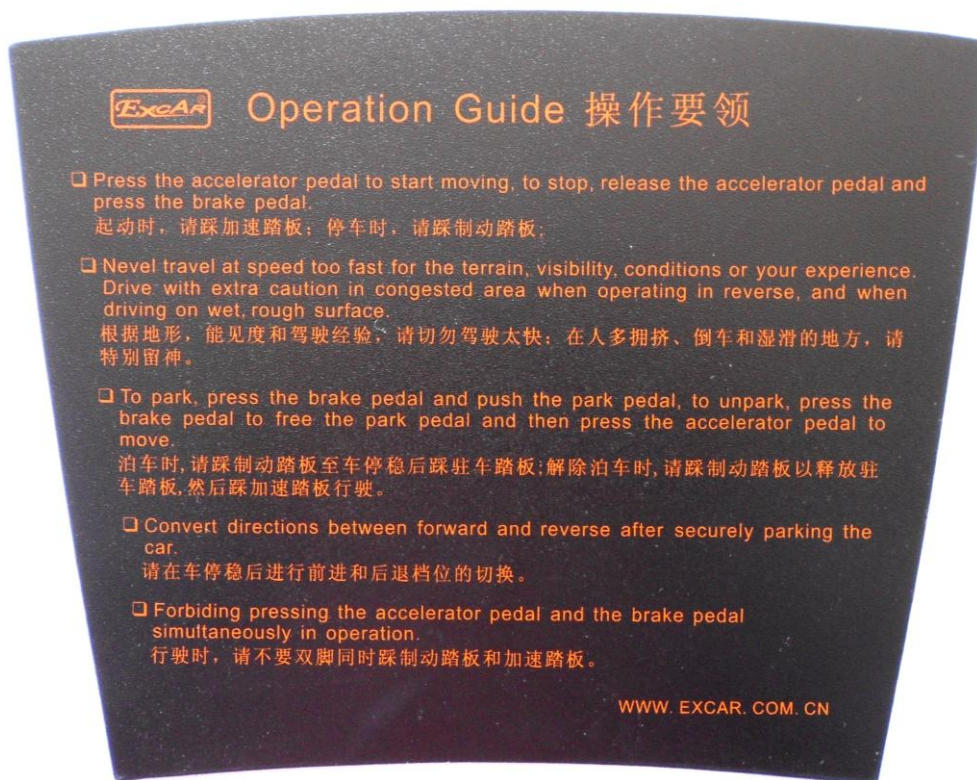 EXCAR® Operation Guide 操作要领
❑ Press the accelerator pedal to start moving, to stop, release the accelerator pedal and
press the brake pedal.
起动时，请踩加速踏板；停车时，请踩制动踏板；
❑ Nevel travel at speed too fast for the terrain, visibility, conditions or your experience.
Drive with extra caution in congested area when operating in reverse, and when
driving on wet, rough surface.
根据地形，能见度和驾驶经验，请切勿驾驶太快；在人多拥挤、倒车和湿滑的地方，请
特别留神。
❑ To park, press the brake pedal and push the park pedal, to unpark, press the
brake pedal to free the park pedal and then press the accelerator pedal to
move.
泊车时,请踩制动踏板至车停稳后踩驻车踏板;解除泊车时,请踩制动踏板以释放驻
车踏板,然后踩加速踏板行驶。
❑ Convert directions between forward and reverse after securely parking the
car.
请在车停稳后进行前进和后退档位的切换。
❑ Forbiding pressing the accelerator pedal and the brake pedal
simultaneously in operation.
行驶时，请不要双脚同时踩制动踏板和加速踏板。
WWW. EXCAR. COM. CN